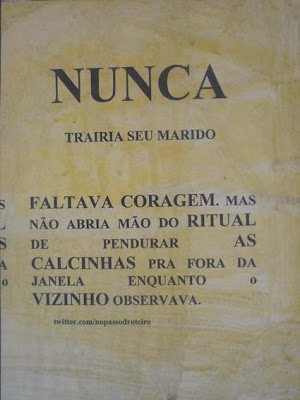 NUNCA
TRAIRIA SEU MARIDO
FALTAVA CORAGEM. MAS
NÃO ABRIA MÃO DO RITUAL
DE PENDURAR AS
CALCINHAS PRA FORA DA
JANELA ENQUANTO o
VIZINHO OBSERVAVA.
twitter.com/nopassodroteiro